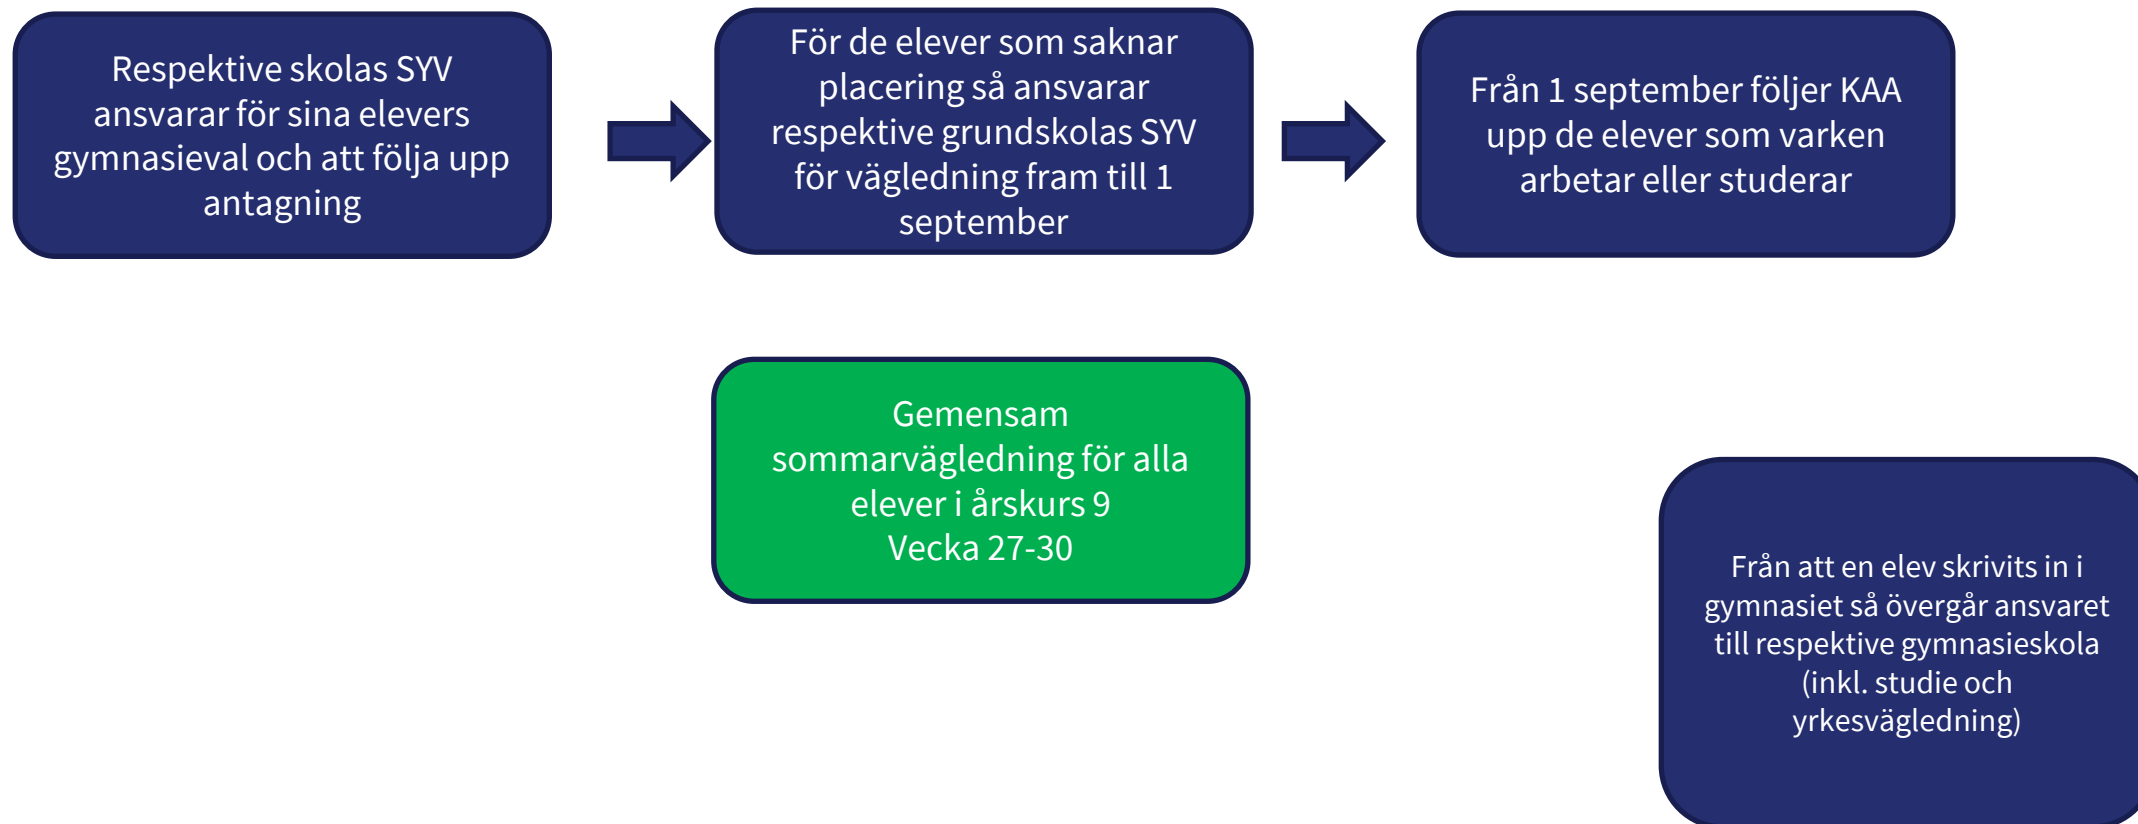 Respektive skolas SYV
ansvarar för sina elevers
gymnasieval och att följa upp
antagning
För de elever som saknar
placering så ansvarar
respektive grundskolas SYV
för vägledning fram till 1
september
Från 1 september följer KAA
upp de elever som varken
arbetar eller studerar
Gemensam
sommarvägledning för alla
elever i årskurs 9
Vecka 27-30
Från att en elev skrivits in i
gymnasiet så övergår ansvaret
till respektive gymnasieskola
(inkl. studie och
yrkesvägledning)